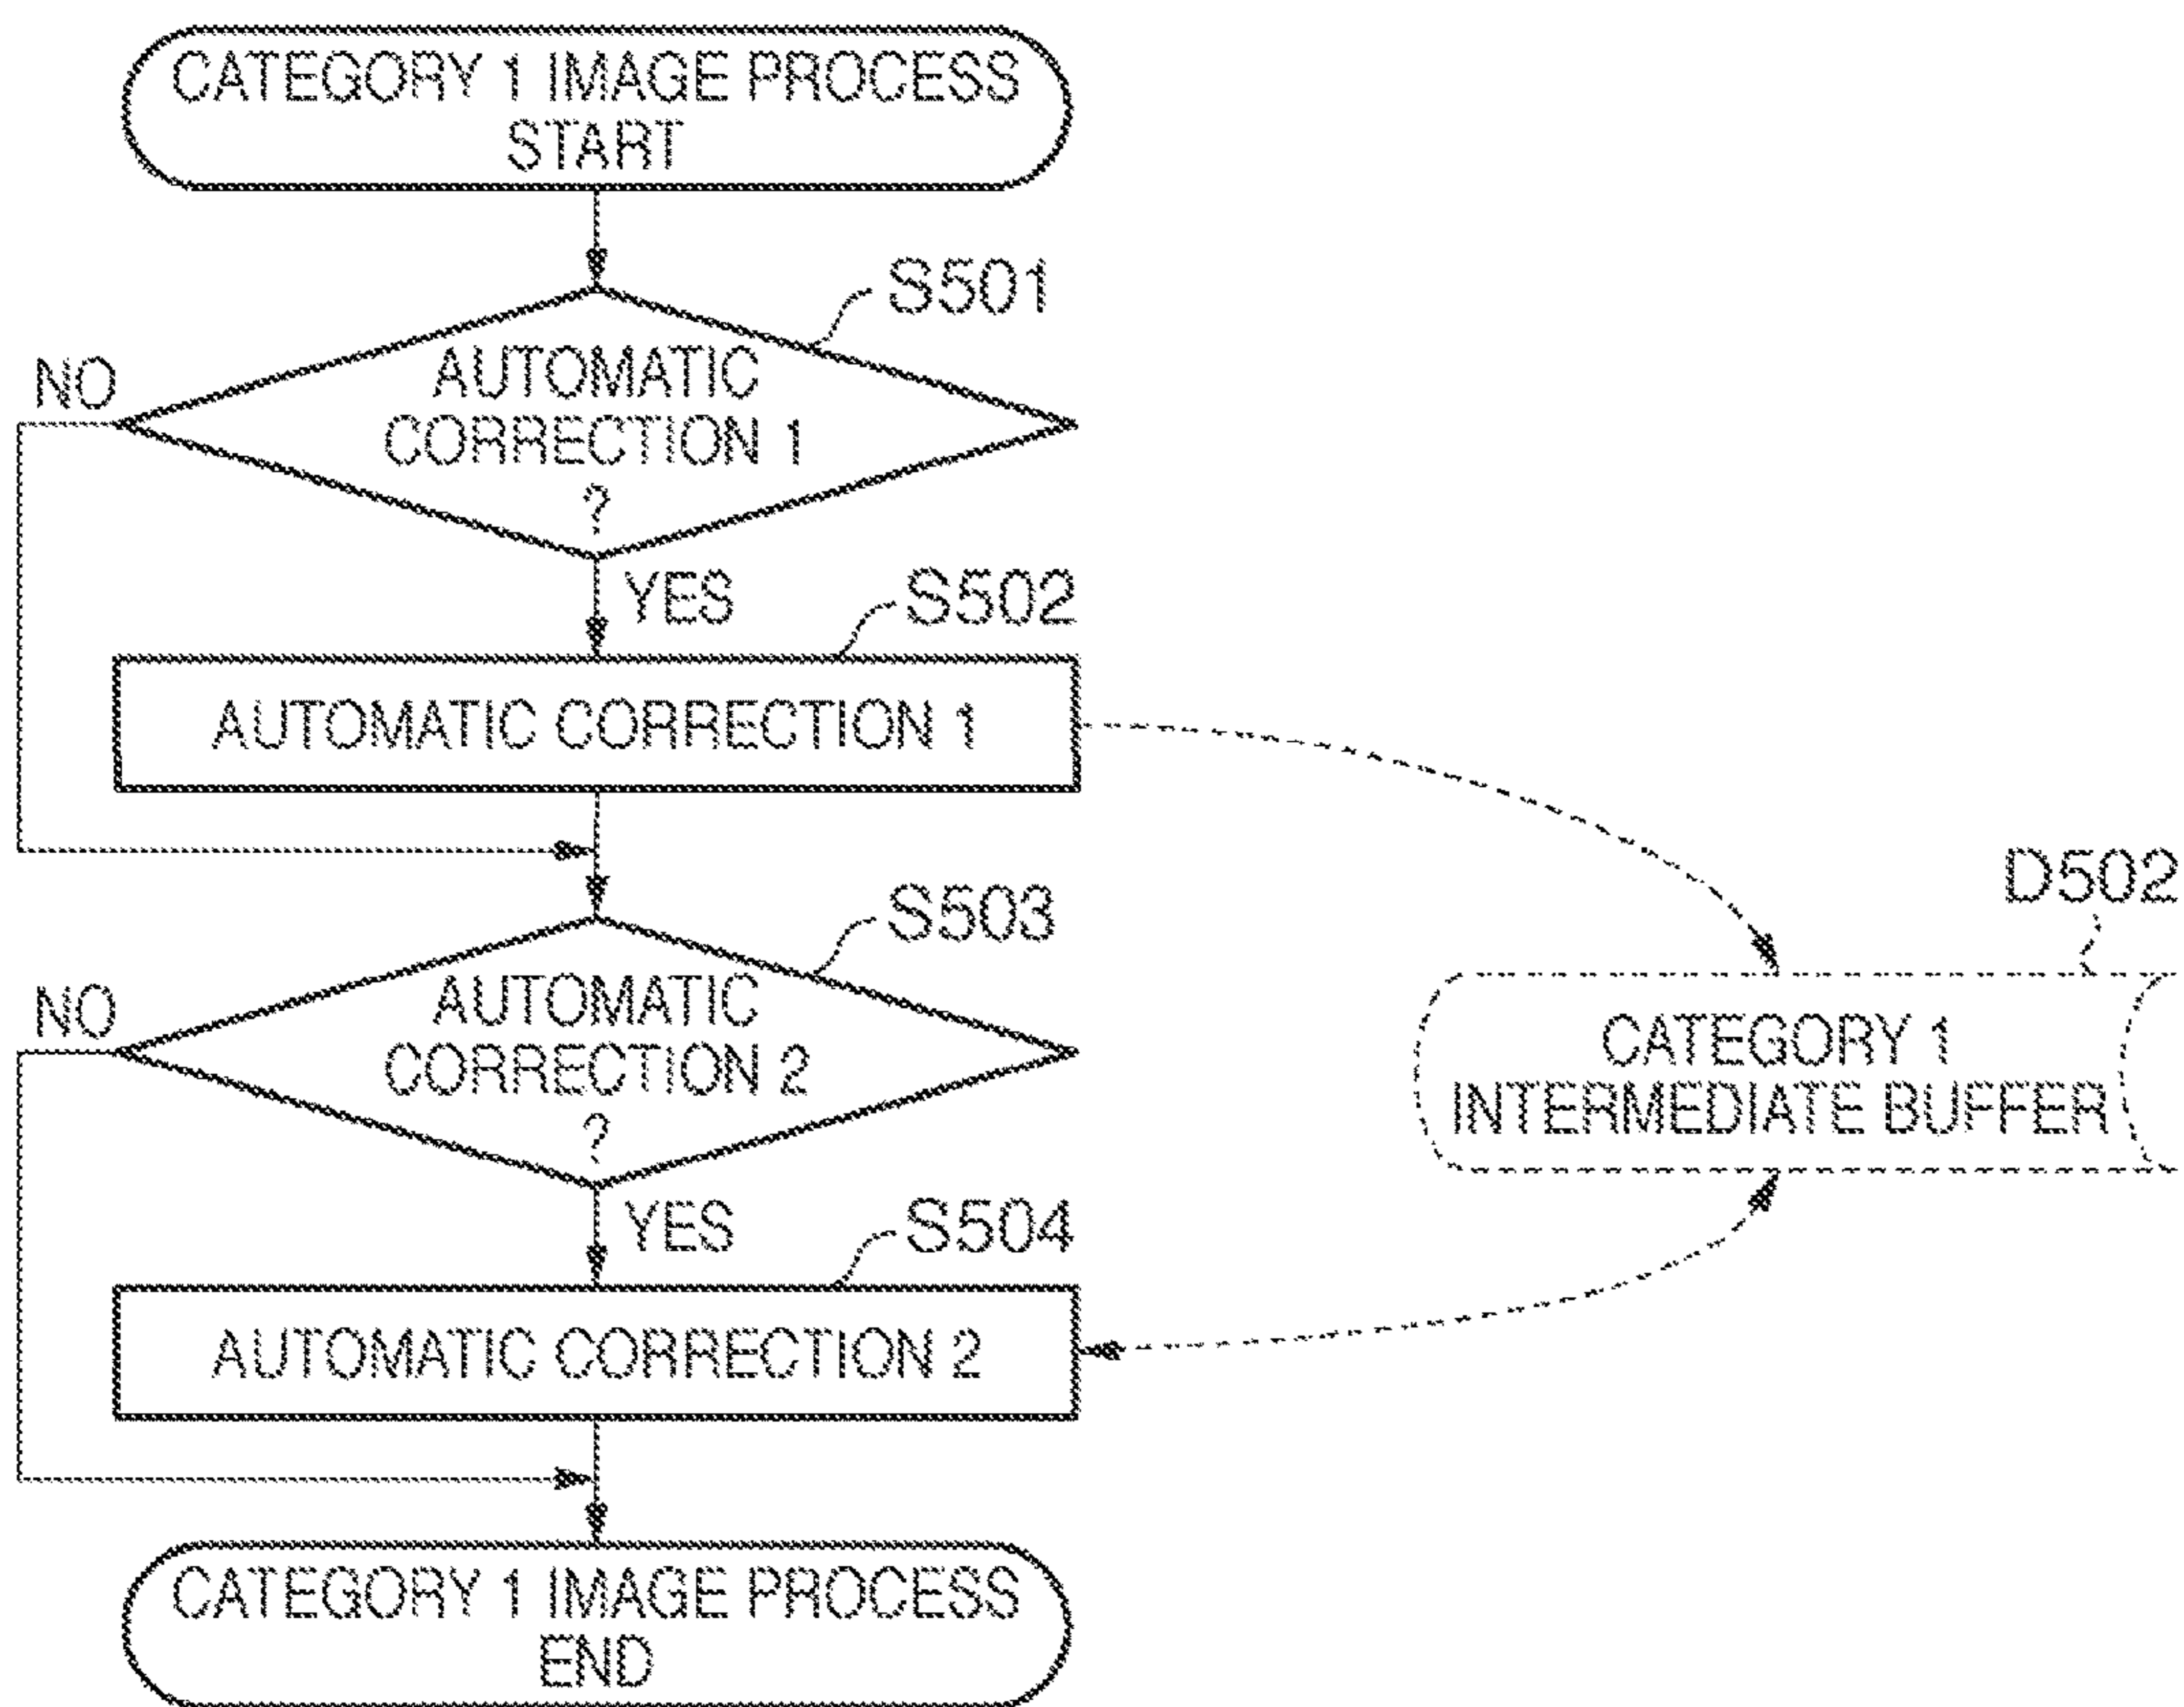 CATEGORY 1 IMAGE PROCESS
START
S501
NO
AUTOMATIC
CORRECTION 1
?
YES
S502
AUTOMATIC CORRECTION 1
D502
S503
NO
AUTOMATIC
CORRECTION 2
?
CATEGORY 1
INTERMEDIATE BUFFER
YES
S504
AUTOMATIC CORRECTION 2
CATEGORY 1 IMAGE PROCESS
END